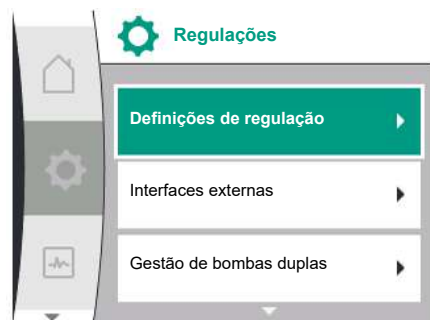 Regulações
Definições de regulação
Interfaces externas
Gestão de bombas duplas